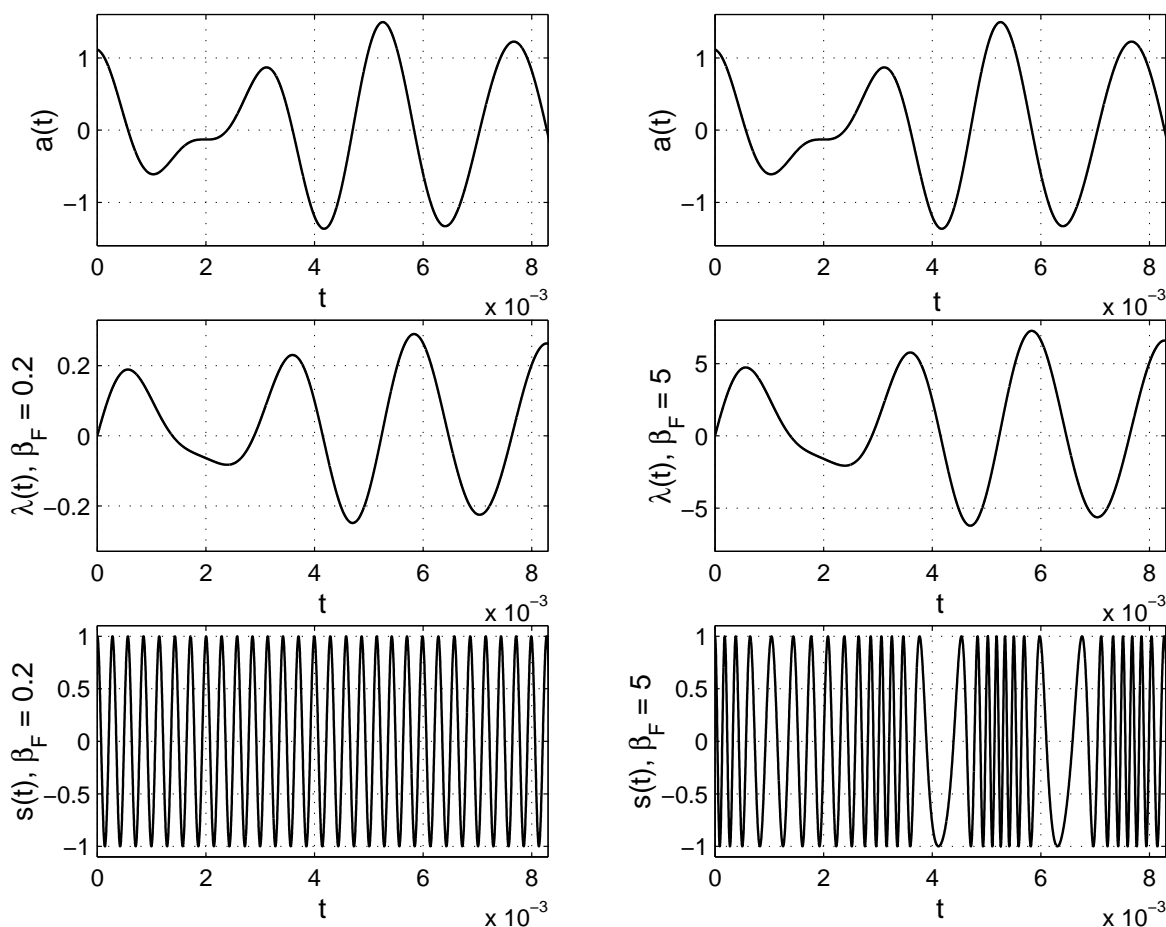 a(t)
1
0
−1
0 2 4 6 8
t
x 10⁻³
a(t)
1
0
−1
0 2 4 6 8
t
x 10⁻³
λ(t), β_F = 0.2
0.2
0
−0.2
0 2 4 6 8
t
x 10⁻³
λ(t), β_F = 5
5
0
−5
0 2 4 6 8
t
x 10⁻³
s(t), β_F = 0.2
1
0.5
0
−0.5
−1
0 2 4 6 8
t
x 10⁻³
s(t), β_F = 5
1
0.5
0
−0.5
−1
0 2 4 6 8
t
x 10⁻³